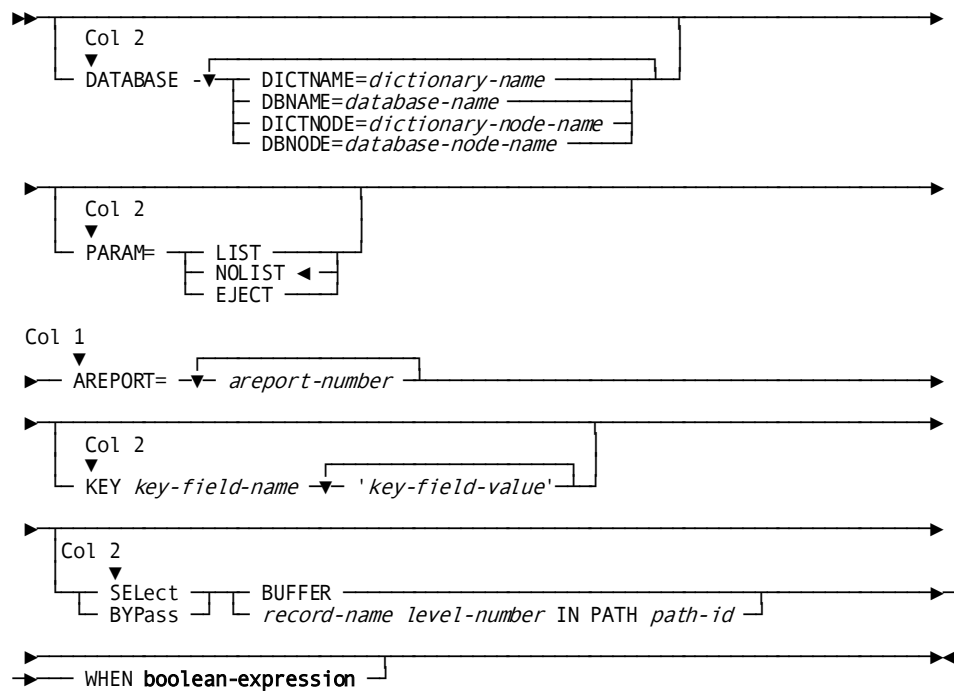 Col 2
DATABASE - DICTNAME=dictionary-name
DBNAME=database-name
DICTNODE=dictionary-node-name
DBNODE=database-node-name
Col 2
PARAM= LIST
NOLIST
EJECT
Col 1
AREPORT= areport-number
Col 2
KEY key-field-name 'key-field-value'
Col 2
SELect BUFFER
BYPass record-name level-number IN PATH path-id
WHEN boolean-expression